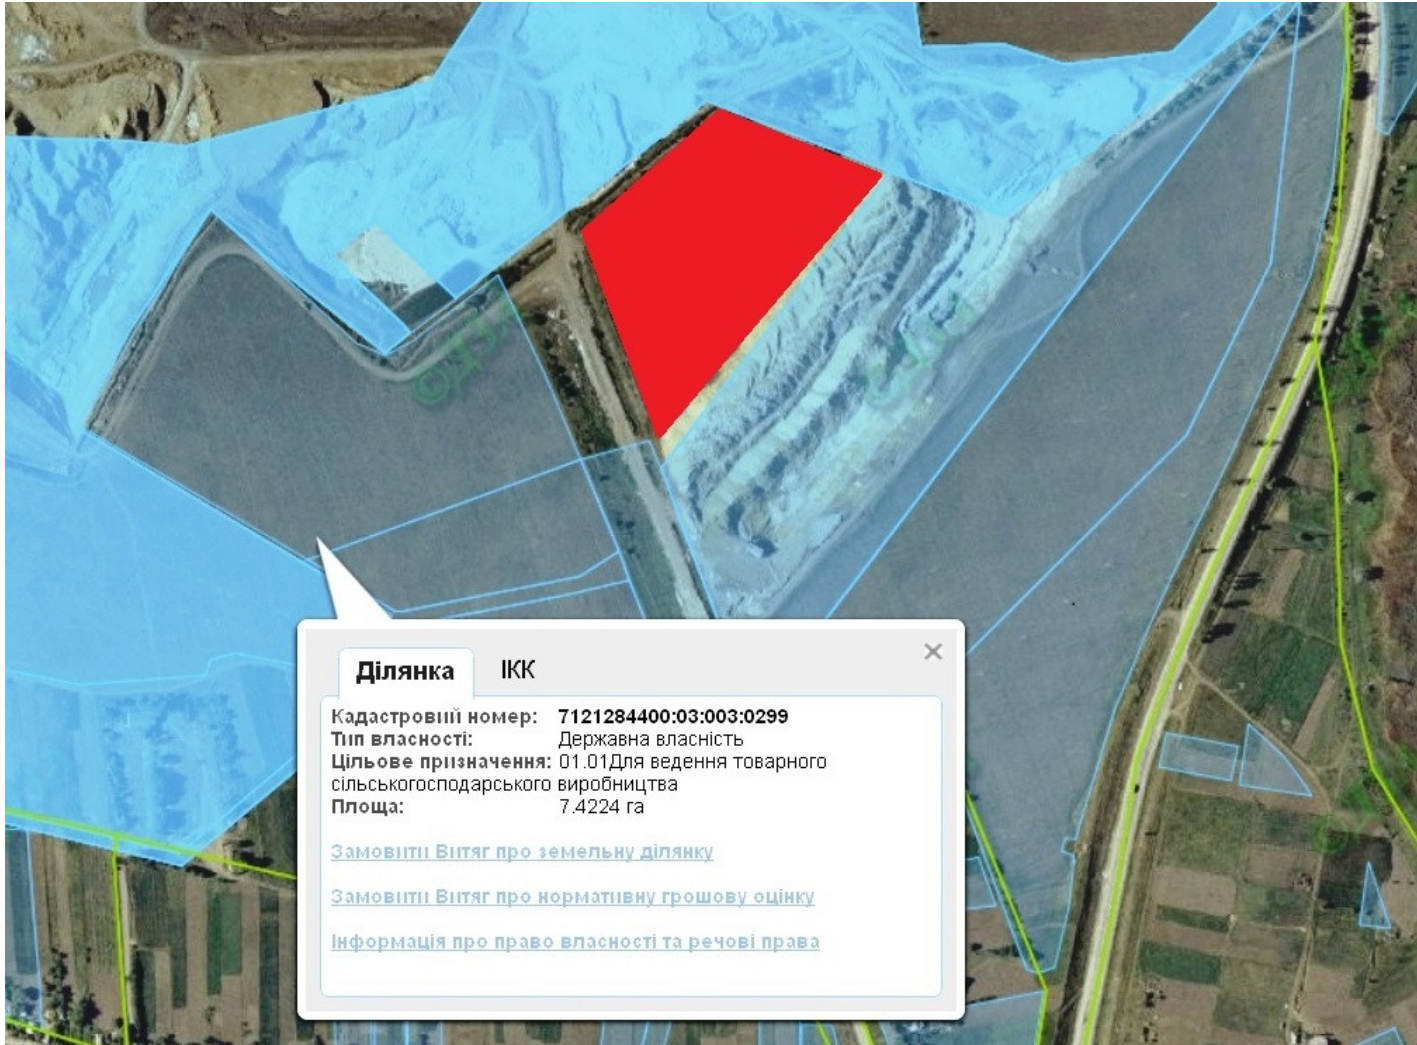 Ділянка
ІКК
Кадастровий номер: 7121284400:03:003:0299
Тип власності: Державна власність
Цільове призначення: 01.01Для ведення товарного
сільськогосподарського виробництва
Площа: 7.4224 га
Замовити Витяг про земельну ділянку
Замовити Витяг про нормативну грошову оцінку
Інформація про право власності та речові права